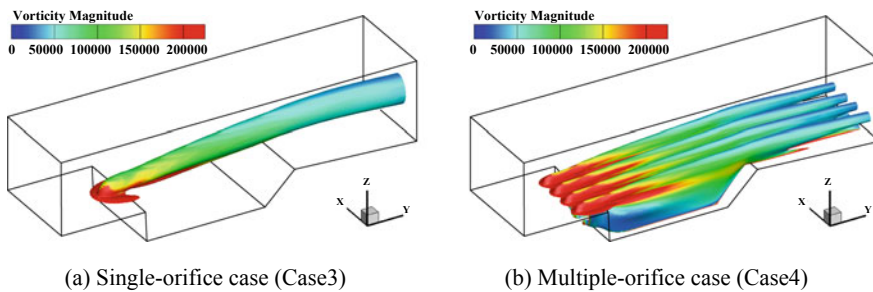 Vorticity Magnitude
0 50000 100000 150000 200000
X Z Y
(a) Single-orifice case (Case3)
Vorticity Magnitude
0 50000 100000 150000 200000
X Z Y
(b) Multiple-orifice case (Case4)